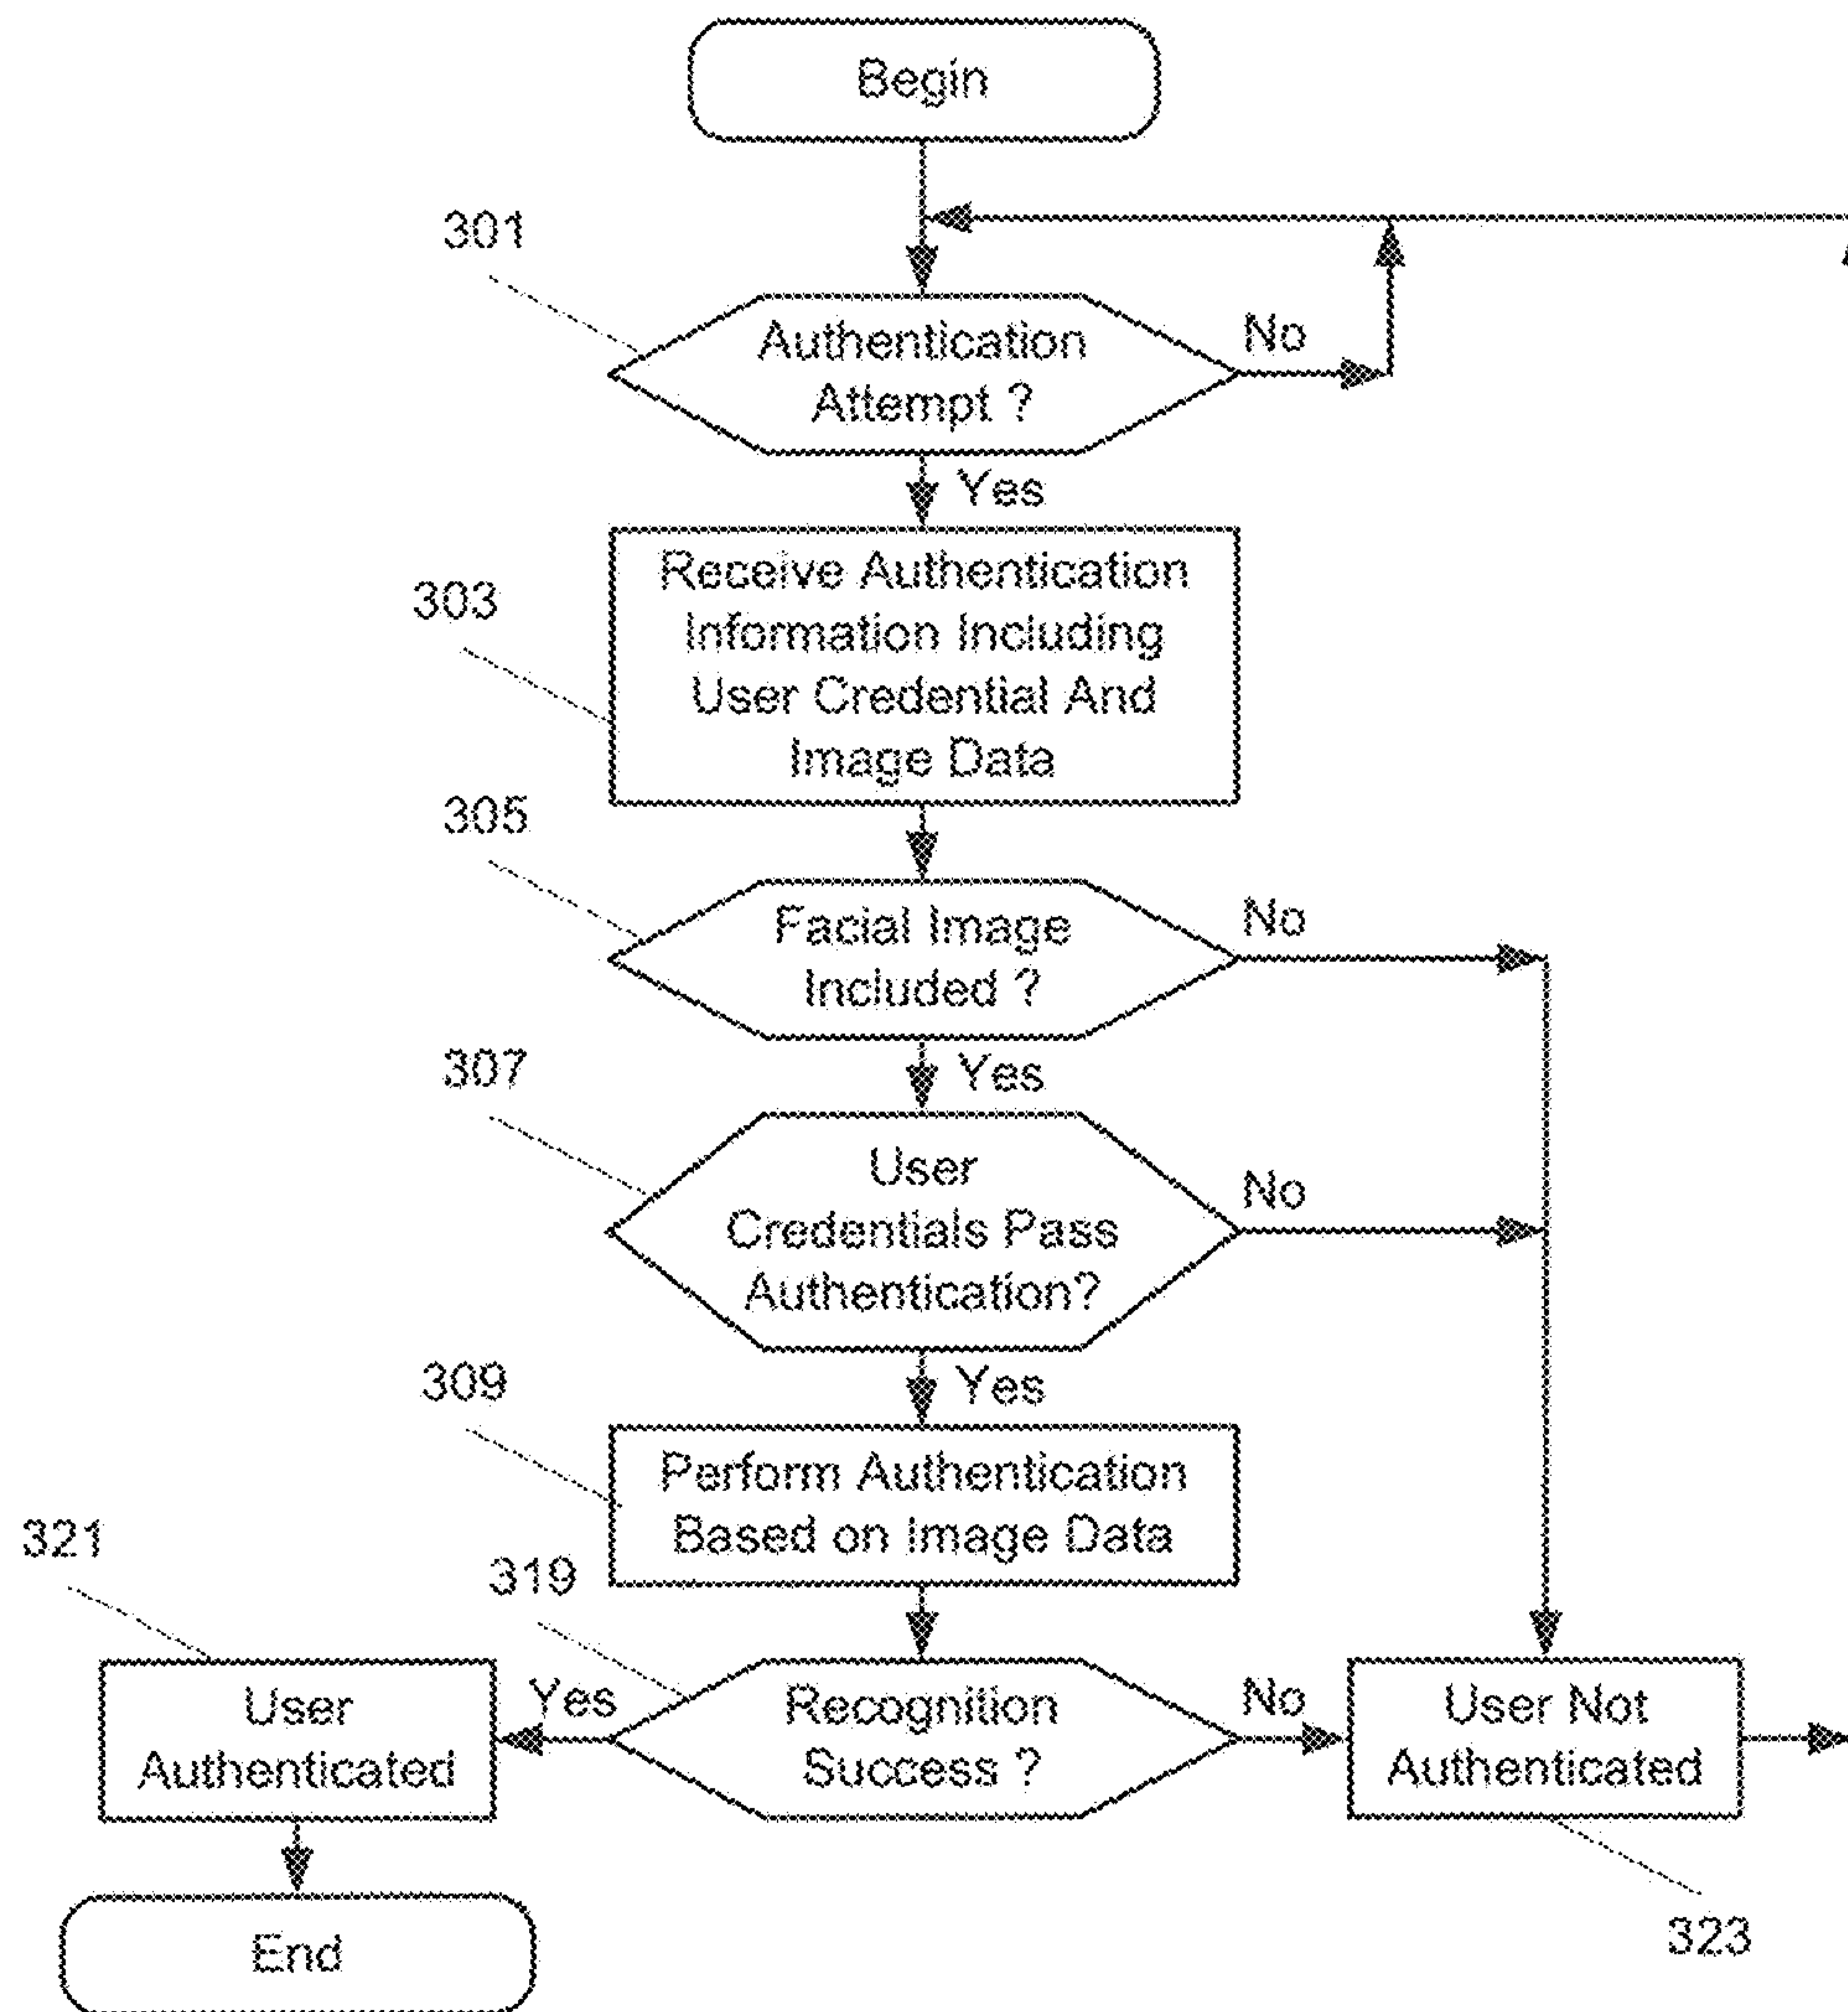 Begin
301
Authentication
Attempt ?
No
Yes
303
Receive Authentication
Information Including
User Credential And
Image Data
305
Facial Image
Included ?
No
Yes
307
User
Credentials Pass
Authentication?
No
Yes
309
Perform Authentication
Based on Image Data
319
Recognition
Success ?
Yes
No
321
User
Authenticated
User Not
Authenticated
323
End